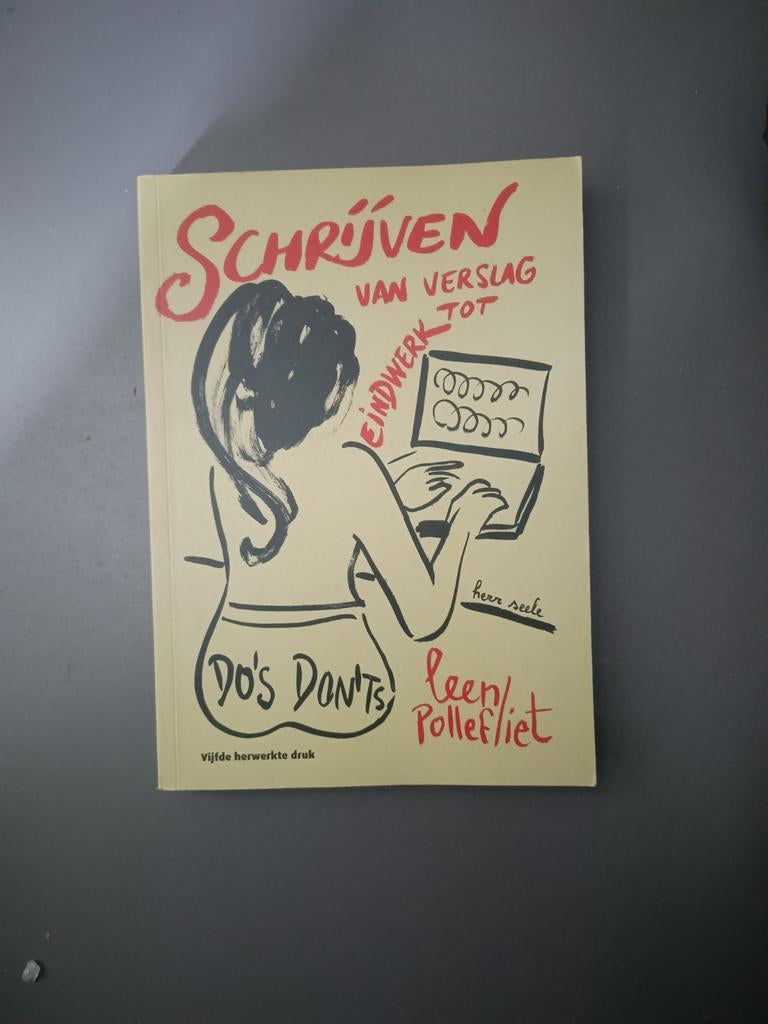 SCHRIJVEN
VAN VERSLAG
TOT
EINDWERK
herr seele
DO'S DON'TS
leen
Pollefliet
Vijfde herwerkte druk